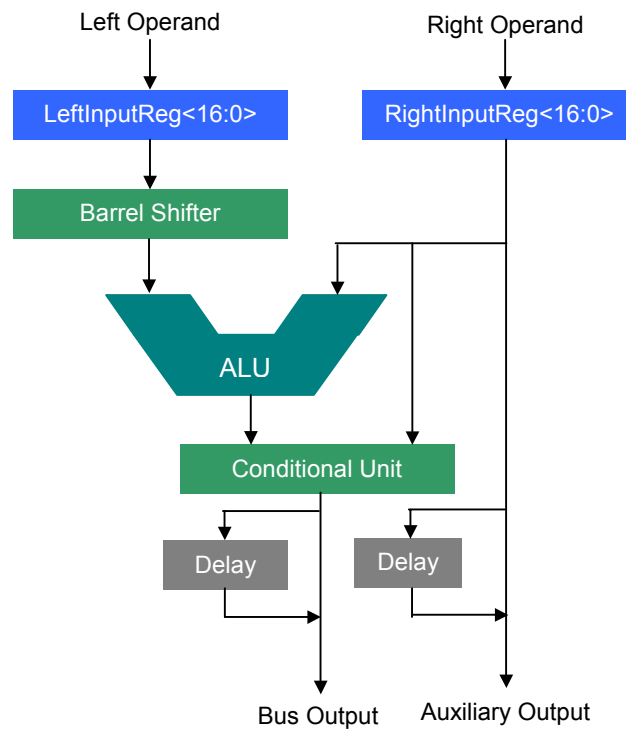 Left Operand
Right Operand
LeftInputReg<16:0>
RightInputReg<16:0>
Barrel Shifter
ALU
Conditional Unit
Delay
Delay
Bus Output
Auxiliary Output